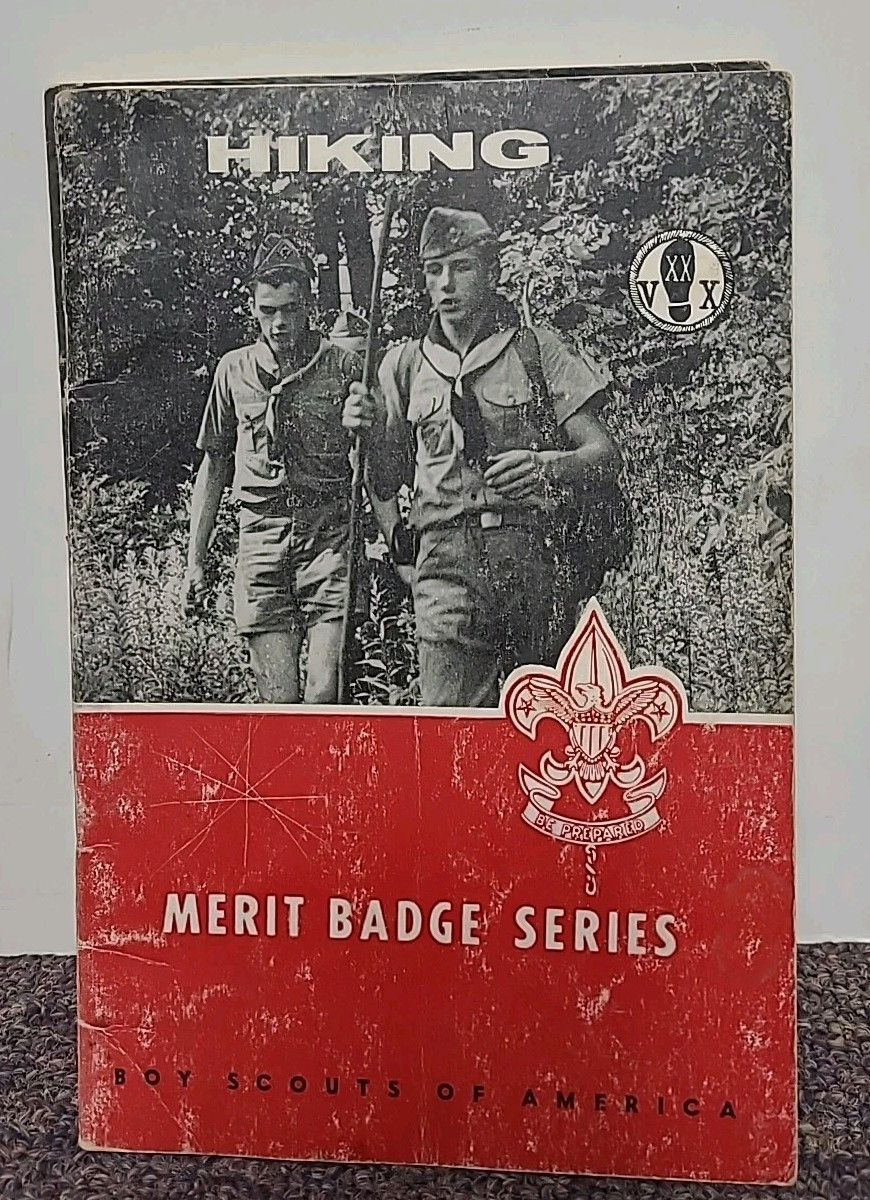 HIKING
XX
V X
BE PREPARED
MERIT BADGE SERIES
BOY SCOUTS OF AMERICA